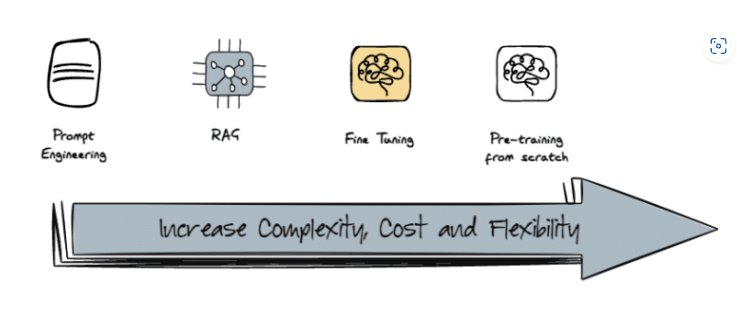 Prompt
Engineering
RAG
Fine Tuning
Pre-training
from scratch
Increase Complexity, Cost and Flexibility